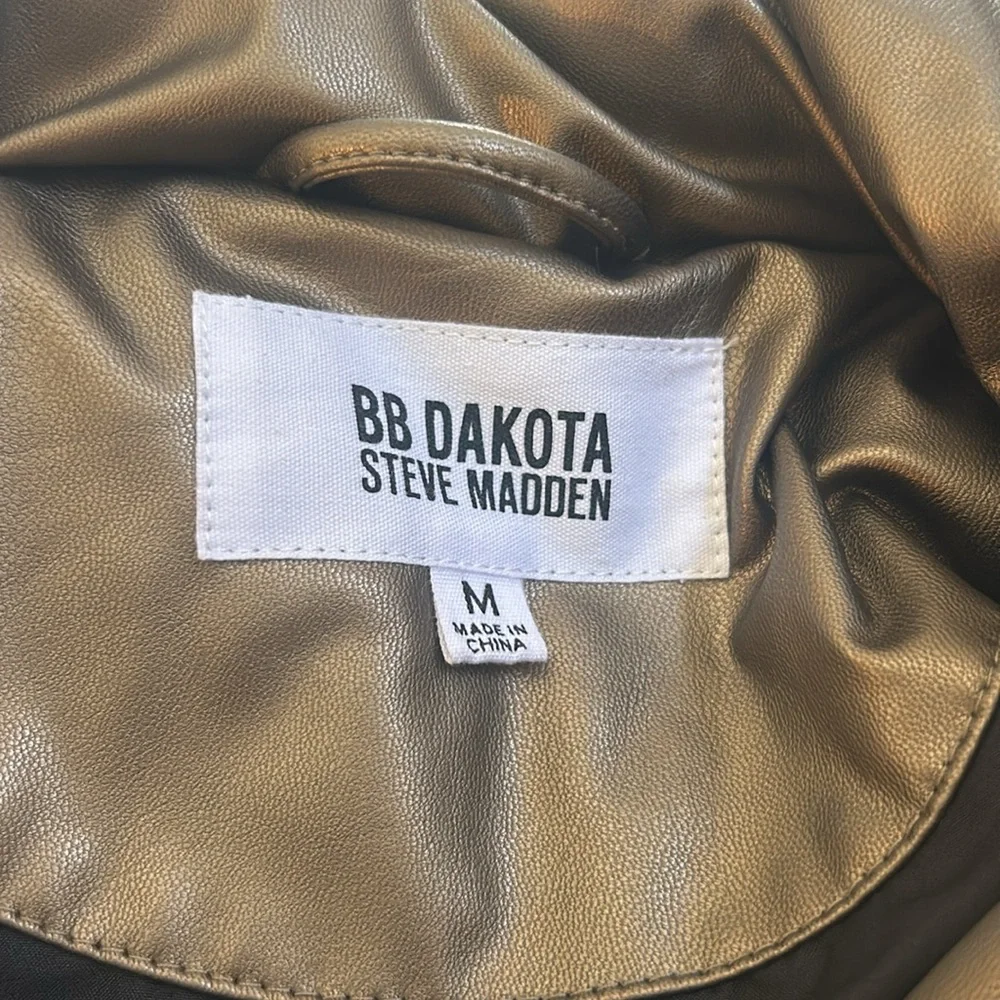 BB DAKOTA
STEVE MADDEN
M
MADE IN
CHINA